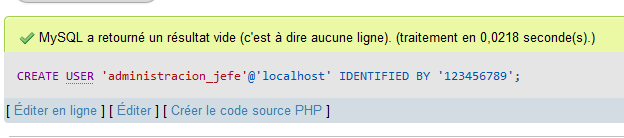 MySQL a retourné un résultat vide (c'est à dire aucune ligne). (traitement en 0,0218 seconde(s).)
CREATE USER 'administracion_jefe'@'localhost' IDENTIFIED BY '123456789';
[ Éditer en ligne ] [ Éditer ] [ Créer le code source PHP ]